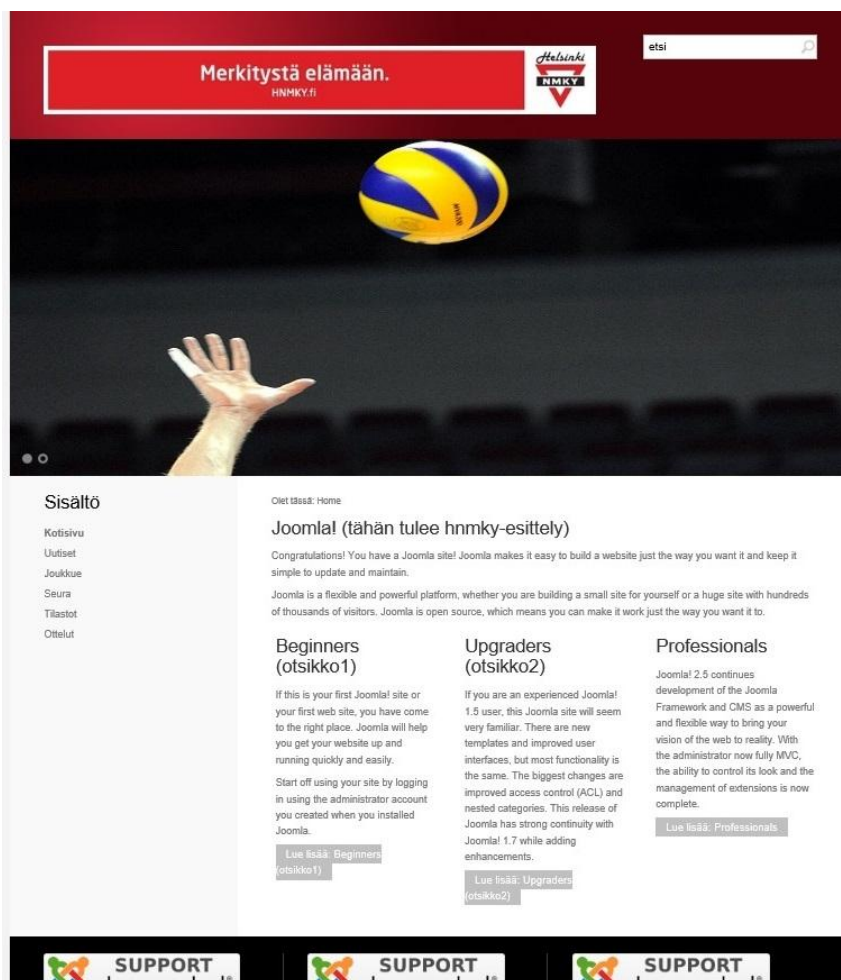 Merkitystä elämään.
HNMKY.fi
Helsinki
NMKY
etsi
Sisältö
Kotisivu
Uutiset
Joukkue
Seura
Tilastot
Ottelut
Olet tässä: Home
Joomla! (tähän tulee hnmky-esittely)
Congratulations! You have a Joomla site! Joomla makes it easy to build a website just the way you want it and keep it
simple to update and maintain.
Joomla is a flexible and powerful platform, whether you are building a small site for yourself or a huge site with hundreds
of thousands of visitors. Joomla is open source, which means you can make it work just the way you want it to.
Beginners
(otsikko1)
If this is your first Joomla! site or
your first web site, you have come
to the right place. Joomla will help
you get your website up and
running quickly and easily.
Start off using your site by logging
in using the administrator account
you created when you installed
Joomla.
Lue lisää: Beginners
(otsikko1)
Upgraders
(otsikko2)
If you are an experienced Joomla!
1.5 user, this Joomla site will seem
very familiar. There are new
templates and improved user
interfaces, but most functionality is
the same. The biggest changes are
improved access control (ACL) and
nested categories. This release of
Joomla has strong continuity with
Joomla! 1.7 while adding
enhancements.
Lue lisää: Upgraders
(otsikko2)
Professionals
Joomla! 2.5 continues
development of the Joomla
Framework and CMS as a powerful
and flexible way to bring your
vision of the web to reality. With
the administrator now fully MVC,
the ability to control its look and the
management of extensions is now
complete.
Lue lisää: Professionals
SUPPORT
SUPPORT
SUPPORT